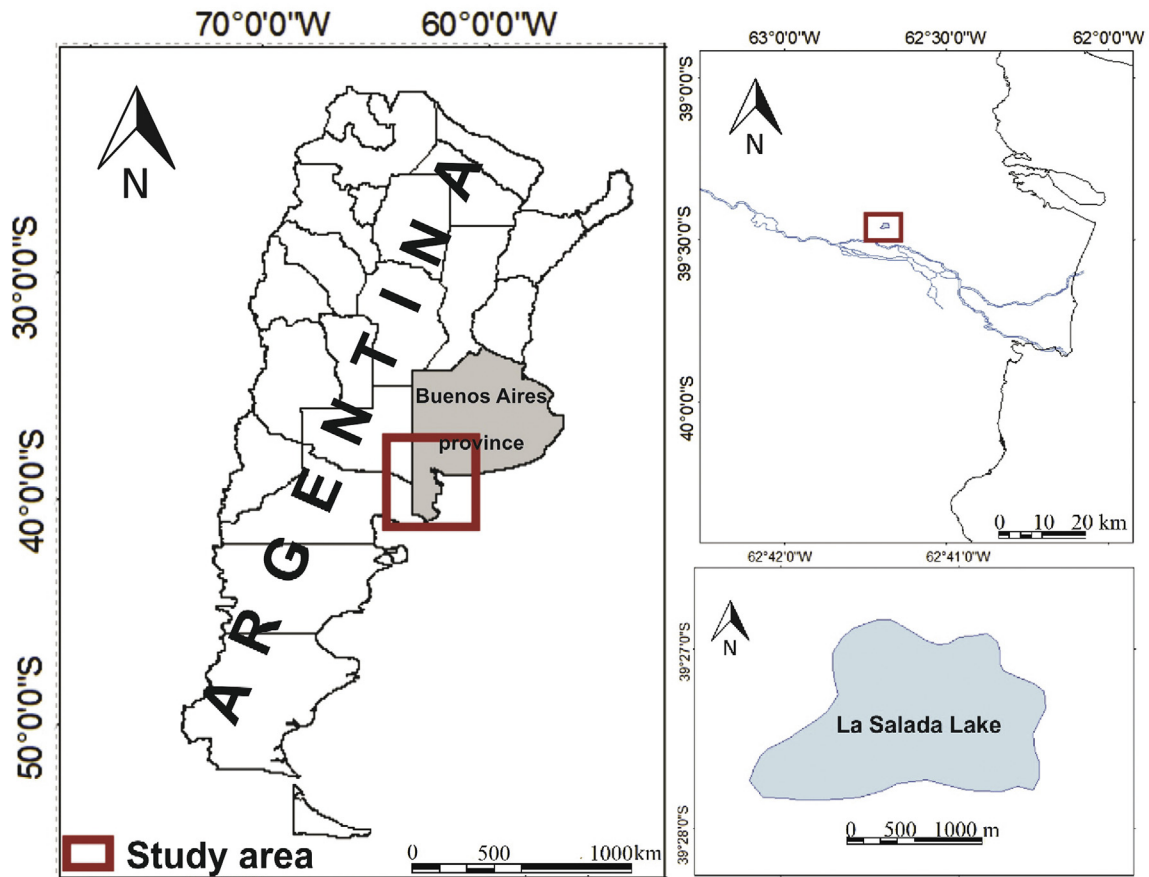 70°0'0"W 60°0'0"W
30°0'0"S
40°0'0"S
50°0'0"S
N
ARGENTINA
Buenos Aires
province
Study area
0 500 1000km
63°0'0"W 62°30'0"W 62°0'0"W
39°0'0"S
39°30'0"S
40°0'0"S
N
0 10 20 km
62°42'0"W 62°41'0"W
39°27'0"S
39°28'0"S
N
La Salada Lake
0 500 1000 m